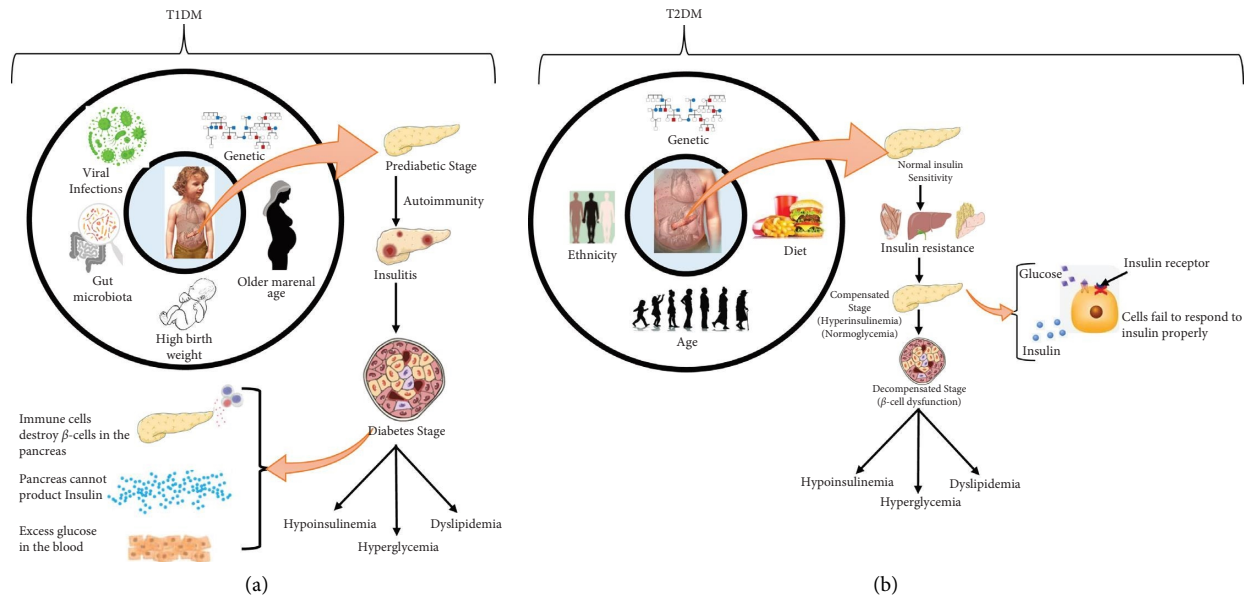 T1DM
Viral
Infections
Genetic
Gut
microbiota
Older marenal
age
High birth
weight
Prediabetic Stage
Autoimmunity
Insulitis
Diabetes Stage
Immune cells
destroy β-cells in the
pancreas
Pancreas cannot
product Insulin
Excess glucose
in the blood
Hypoinsulinemia
Hyperglycemia
Dyslipidemia
(a)
T2DM
Genetic
Ethnicity
Diet
Age
Normal insulin
Sensitivity
Insulin resistance
Compensated
Stage
(Hyperinsulinemia)
(Normoglycemia)
Glucose
Insulin receptor
Cells fail to respond to
insulin properly
Insulin
Decompensated Stage
(β-cell dysfunction)
Hypoinsulinemia
Hyperglycemia
Dyslipidemia
(b)